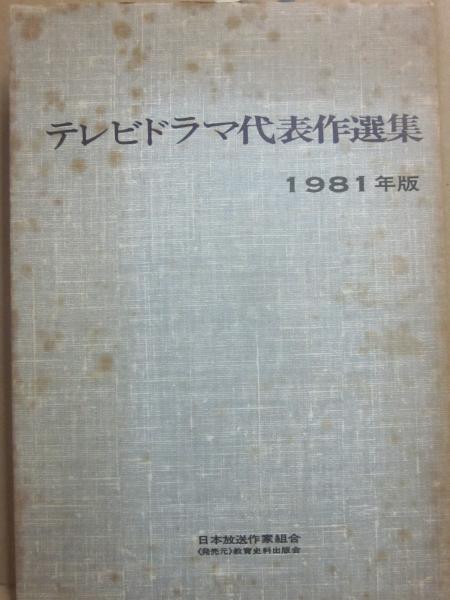 テレビドラマ代表作選集
1981年版
日本放送作家組合
〈発売元〉教育史料出版会